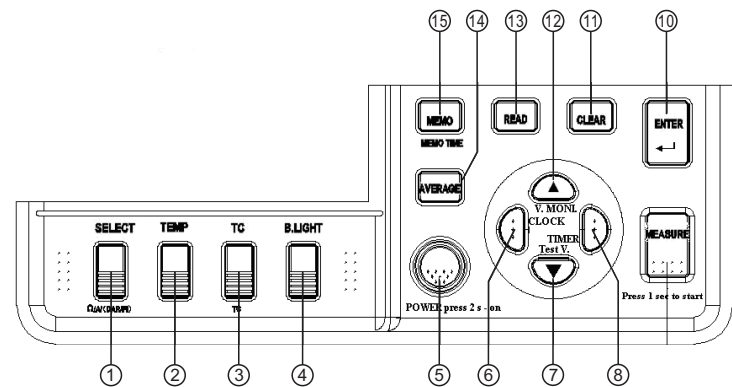 15 14 13 12 11 10
MEMO
READ
CLEAR
ENTER
MEMO TIME
AVERAGE
▲
V. MONI.
CLOCK
TIMER
Test V.
▼
MEASURE
SELECT TEMP TC B.LIGHT
TC
POWER press 2 s - on
Press 1 sec to start
1 2 3 4 5 6 7 8